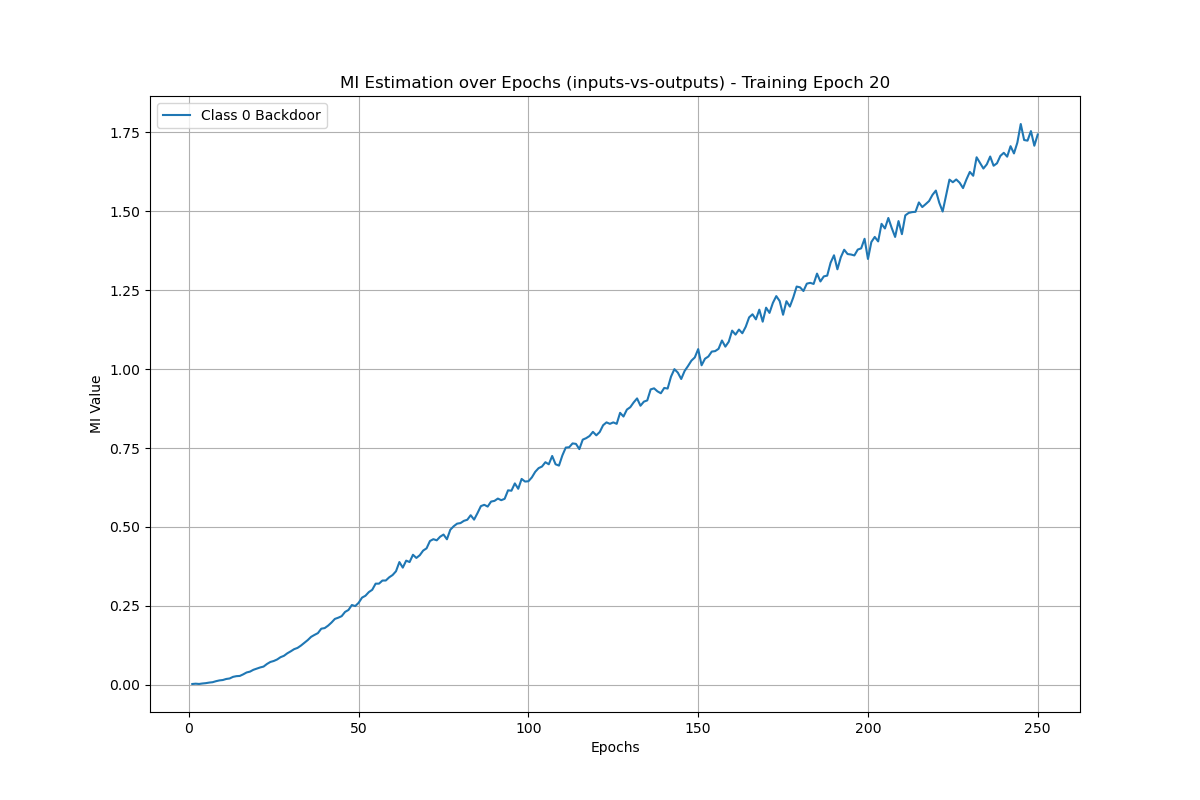 MI Estimation over Epochs (inputs-vs-outputs) - Training Epoch 20
Class 0 Backdoor
MI Value
1.75
1.50
1.25
1.00
0.75
0.50
0.25
0.00
0 50 100 150 200 250
Epochs